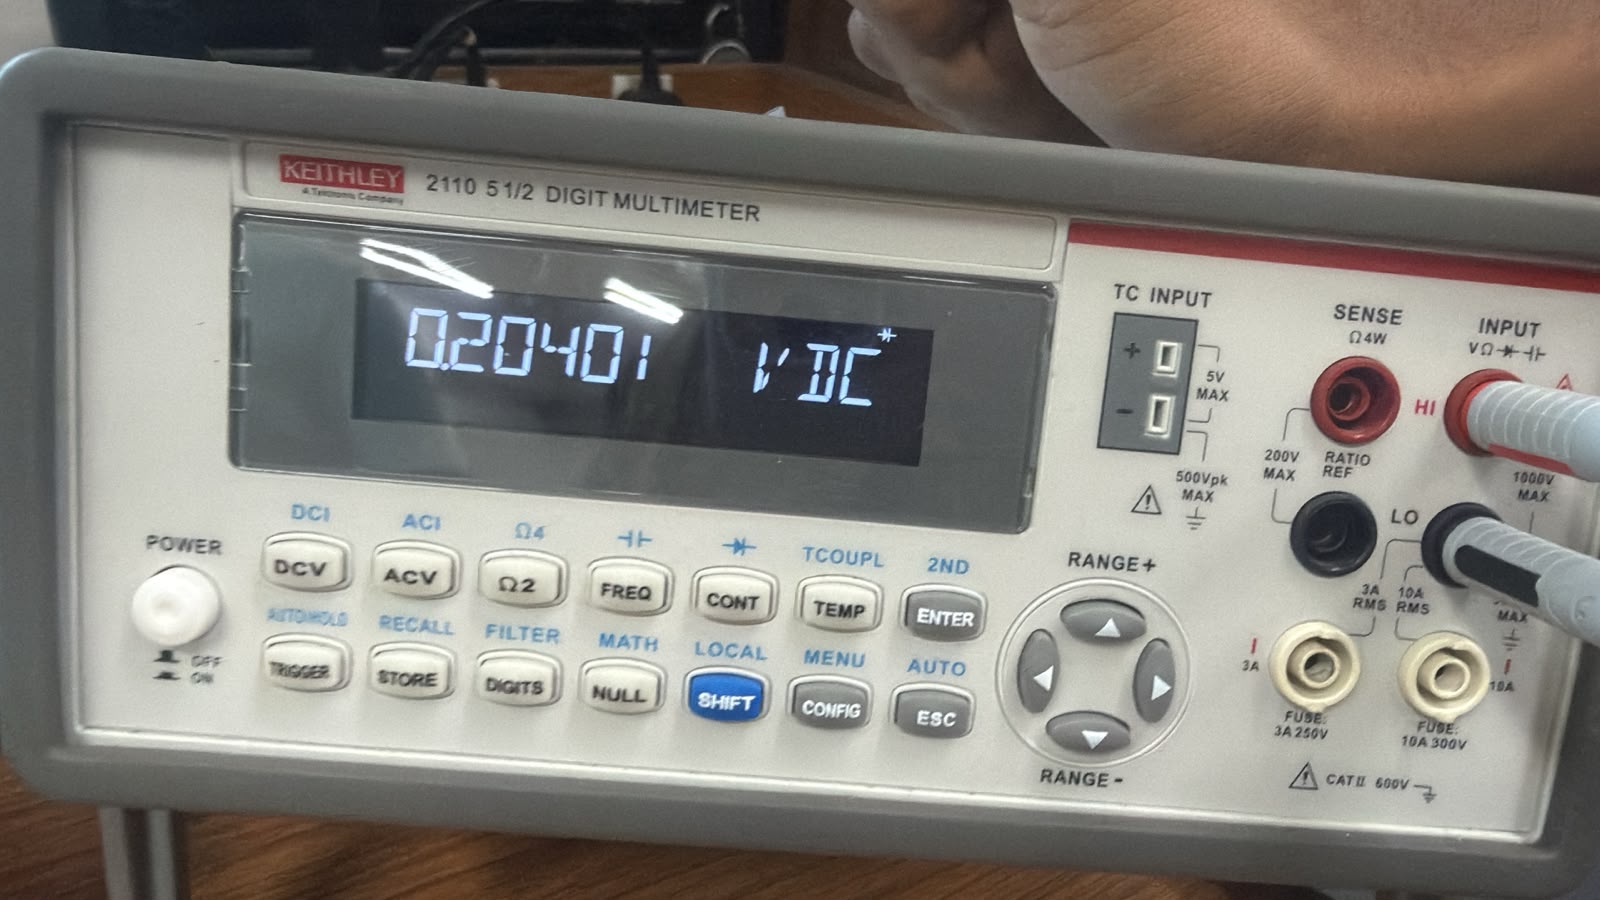 KEITHLEY
A Tektronix Company
2110 5 1/2 DIGIT MULTIMETER
0.20401 VDC
TC INPUT
+
-
5V
MAX
500Vpk
MAX
SENSE
Ω4W
INPUT
VΩ
HI
200V
MAX
RATIO
REF
1000V
MAX
LO
3A
RMS
10A
RMS
MAX
POWER
OFF
ON
DCI
ACI
Ω4
TCOUPL
2ND
DCV
ACV
Ω2
FREQ
CONT
TEMP
ENTER
AUTOHOLD
RECALL
FILTER
MATH
LOCAL
MENU
AUTO
TRIGGER
STORE
DIGITS
NULL
SHIFT
CONFIG
ESC
RANGE+
RANGE-
I
3A
I
10A
FUSE:
3A 250V
FUSE:
10A 300V
CAT II 600V